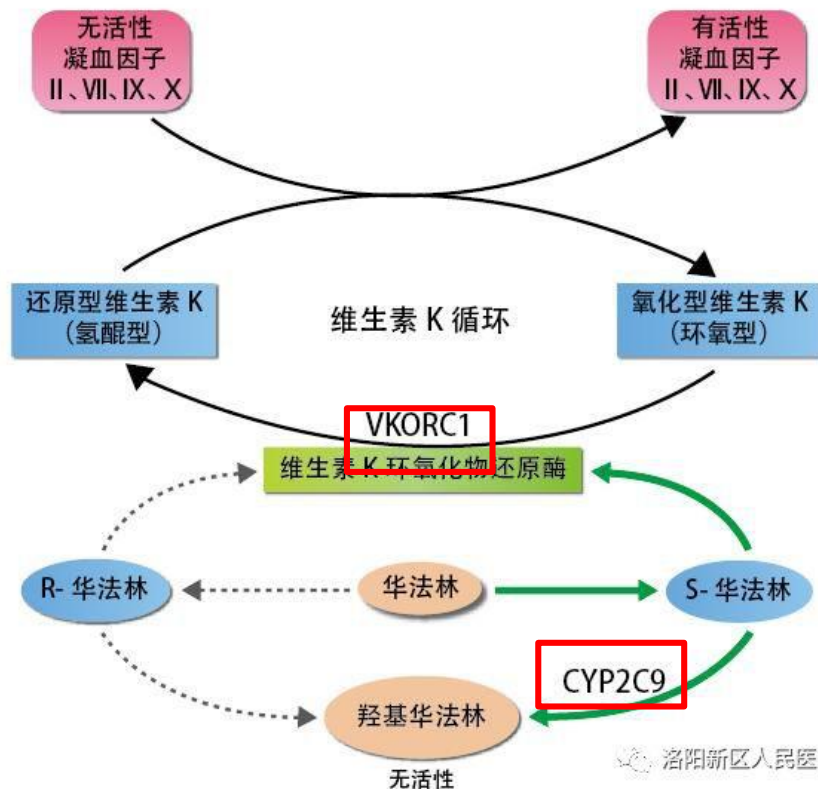 无活性
凝血因子
II、VII、IX、X
有活性
凝血因子
II、VII、IX、X
还原型维生素 K
（氢醌型）
维生素 K 循环
氧化型维生素 K
（环氧型）
VKORC1
维生素 K 环氧化物还原酶
R- 华法林
华法林
S- 华法林
CYP2C9
羟基华法林
无活性
洛阳新区人民医